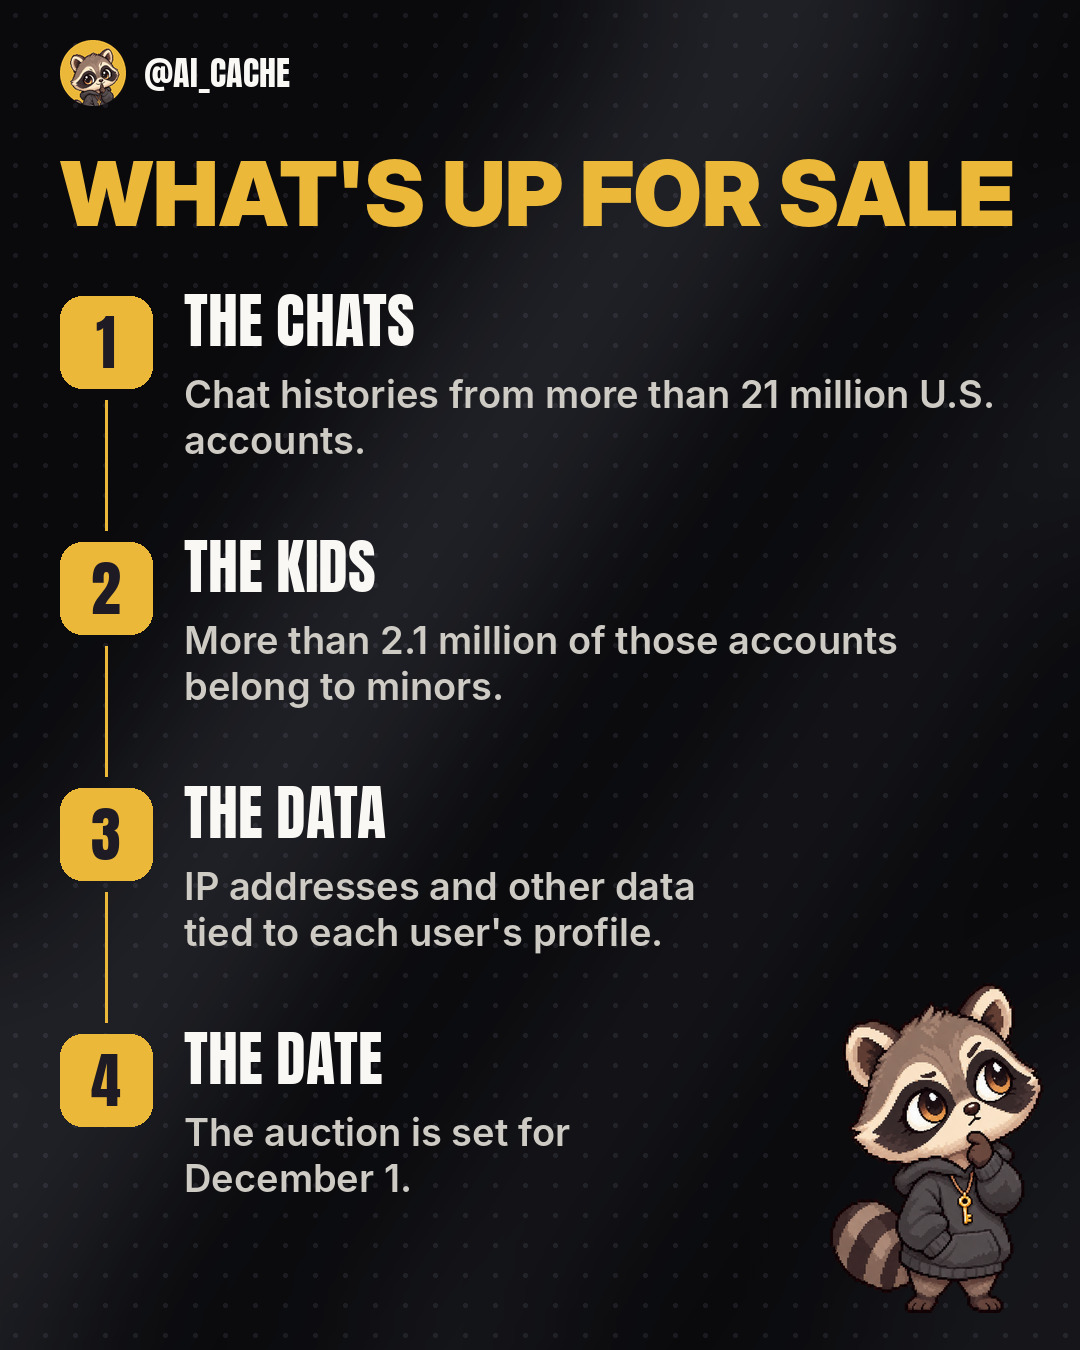 @AI_CACHE
WHAT'S UP FOR SALE
1
THE CHATS
Chat histories from more than 21 million U.S.
accounts.
2
THE KIDS
More than 2.1 million of those accounts
belong to minors.
3
THE DATA
IP addresses and other data
tied to each user's profile.
4
THE DATE
The auction is set for
December 1.